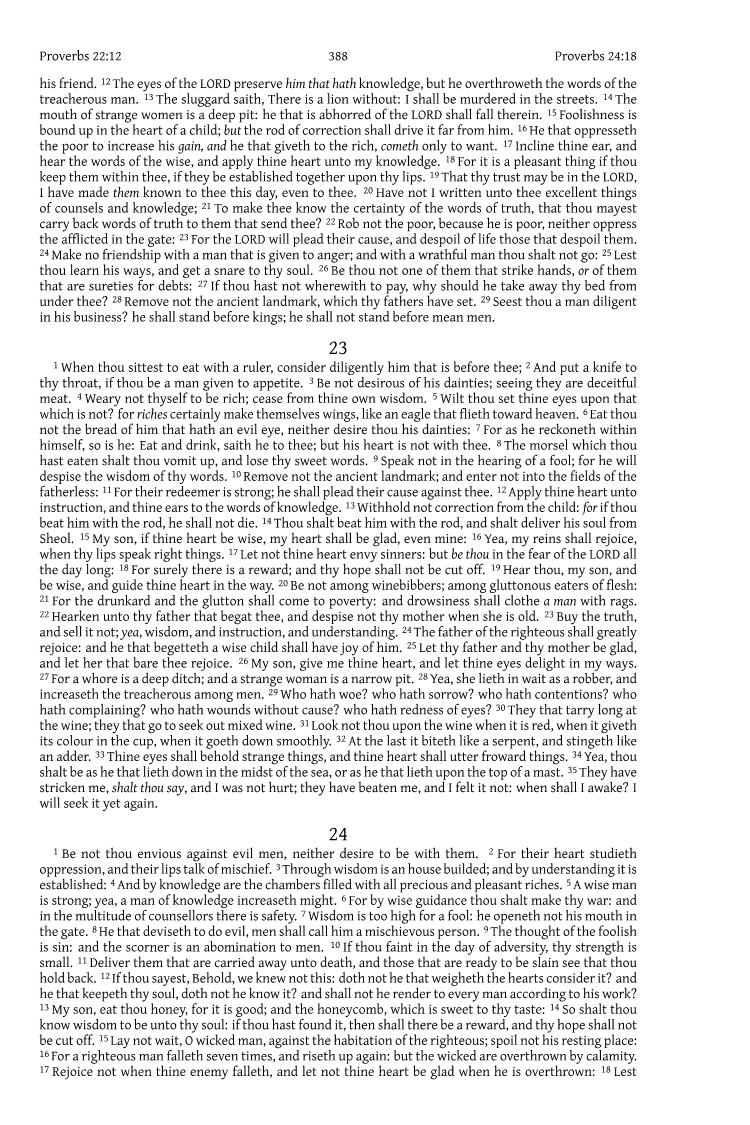 Proverbs 22:12 388 Proverbs 24:18
his friend. 12 The eyes of the LORD preserve him that hath knowledge, but he overthroweth the words of the
treacherous man. 13 The sluggard saith, There is a lion without: I shall be murdered in the streets. 14 The
mouth of strange women is a deep pit: he that is abhorred of the LORD shall fall therein. 15 Foolishness is
bound up in the heart of a child; but the rod of correction shall drive it far from him. 16 He that oppresseth
the poor to increase his gain, and he that giveth to the rich, cometh only to want. 17 Incline thine ear, and
hear the words of the wise, and apply thine heart unto my knowledge. 18 For it is a pleasant thing if thou
keep them within thee, if they be established together upon thy lips. 19 That thy trust may be in the LORD,
I have made them known to thee this day, even to thee. 20 Have not I written unto thee excellent things
of counsels and knowledge; 21 To make thee know the certainty of the words of truth, that thou mayest
carry back words of truth to them that send thee? 22 Rob not the poor, because he is poor, neither oppress
the afflicted in the gate: 23 For the LORD will plead their cause, and despoil of life those that despoil them.
24 Make no friendship with a man that is given to anger; and with a wrathful man thou shalt not go: 25 Lest
thou learn his ways, and get a snare to thy soul. 26 Be thou not one of them that strike hands, or of them
that are sureties for debts: 27 If thou hast not wherewith to pay, why should he take away thy bed from
under thee? 28 Remove not the ancient landmark, which thy fathers have set. 29 Seest thou a man diligent
in his business? he shall stand before kings; he shall not stand before mean men.
23
1 When thou sittest to eat with a ruler, consider diligently him that is before thee; 2 And put a knife to
thy throat, if thou be a man given to appetite. 3 Be not desirous of his dainties; seeing they are deceitful
meat. 4 Weary not thyself to be rich; cease from thine own wisdom. 5 Wilt thou set thine eyes upon that
which is not? for riches certainly make themselves wings, like an eagle that flieth toward heaven. 6 Eat thou
not the bread of him that hath an evil eye, neither desire thou his dainties: 7 For as he reckoneth within
himself, so is he: Eat and drink, saith he to thee; but his heart is not with thee. 8 The morsel which thou
hast eaten shalt thou vomit up, and lose thy sweet words. 9 Speak not in the hearing of a fool; for he will
despise the wisdom of thy words. 10 Remove not the ancient landmark; and enter not into the fields of the
fatherless: 11 For their redeemer is strong; he shall plead their cause against thee. 12 Apply thine heart unto
instruction, and thine ears to the words of knowledge. 13 Withhold not correction from the child: for if thou
beat him with the rod, he shall not die. 14 Thou shalt beat him with the rod, and shalt deliver his soul from
Sheol. 15 My son, if thine heart be wise, my heart shall be glad, even mine: 16 Yea, my reins shall rejoice,
when thy lips speak right things. 17 Let not thine heart envy sinners: but be thou in the fear of the LORD all
the day long: 18 For surely there is a reward; and thy hope shall not be cut off. 19 Hear thou, my son, and
be wise, and guide thine heart in the way. 20 Be not among winebibbers; among gluttonous eaters of flesh:
21 For the drunkard and the glutton shall come to poverty: and drowsiness shall clothe a man with rags.
22 Hearken unto thy father that begat thee, and despise not thy mother when she is old. 23 Buy the truth,
and sell it not; yea, wisdom, and instruction, and understanding. 24 The father of the righteous shall greatly
rejoice: and he that begetteth a wise child shall have joy of him. 25 Let thy father and thy mother be glad,
and let her that bare thee rejoice. 26 My son, give me thine heart, and let thine eyes delight in my ways.
27 For a whore is a deep ditch; and a strange woman is a narrow pit. 28 Yea, she lieth in wait as a robber, and
increaseth the treacherous among men. 29 Who hath woe? who hath sorrow? who hath contentions? who
hath complaining? who hath wounds without cause? who hath redness of eyes? 30 They that tarry long at
the wine; they that go to seek out mixed wine. 31 Look not thou upon the wine when it is red, when it giveth
its colour in the cup, when it goeth down smoothly. 32 At the last it biteth like a serpent, and stingeth like
an adder. 33 Thine eyes shall behold strange things, and thine heart shall utter froward things. 34 Yea, thou
shalt be as he that lieth down in the midst of the sea, or as he that lieth upon the top of a mast. 35 They have
stricken me, shalt thou say, and I was not hurt; they have beaten me, and I felt it not: when shall I awake? I
will seek it yet again.
24
1 Be not thou envious against evil men, neither desire to be with them. 2 For their heart studieth
oppression, and their lips talk of mischief. 3 Through wisdom is an house builded; and by understanding it is
established: 4 And by knowledge are the chambers filled with all precious and pleasant riches. 5 A wise man
is strong; yea, a man of knowledge increaseth might. 6 For by wise guidance thou shalt make thy war: and
in the multitude of counsellors there is safety. 7 Wisdom is too high for a fool: he openeth not his mouth in
the gate. 8 He that deviseth to do evil, men shall call him a mischievous person. 9 The thought of the foolish
is sin: and the scorner is an abomination to men. 10 If thou faint in the day of adversity, thy strength is
small. 11 Deliver them that are carried away unto death, and those that are ready to be slain see that thou
hold back. 12 If thou sayest, Behold, we knew not this: doth not he that weigheth the hearts consider it? and
he that keepeth thy soul, doth not he know it? and shall not he render to every man according to his work?
13 My son, eat thou honey, for it is good; and the honeycomb, which is sweet to thy taste: 14 So shalt thou
know wisdom to be unto thy soul: if thou hast found it, then shall there be a reward, and thy hope shall not
be cut off. 15 Lay not wait, O wicked man, against the habitation of the righteous; spoil not his resting place:
16 For a righteous man falleth seven times, and riseth up again: but the wicked are overthrown by calamity.
17 Rejoice not when thine enemy falleth, and let not thine heart be glad when he is overthrown: 18 Lest